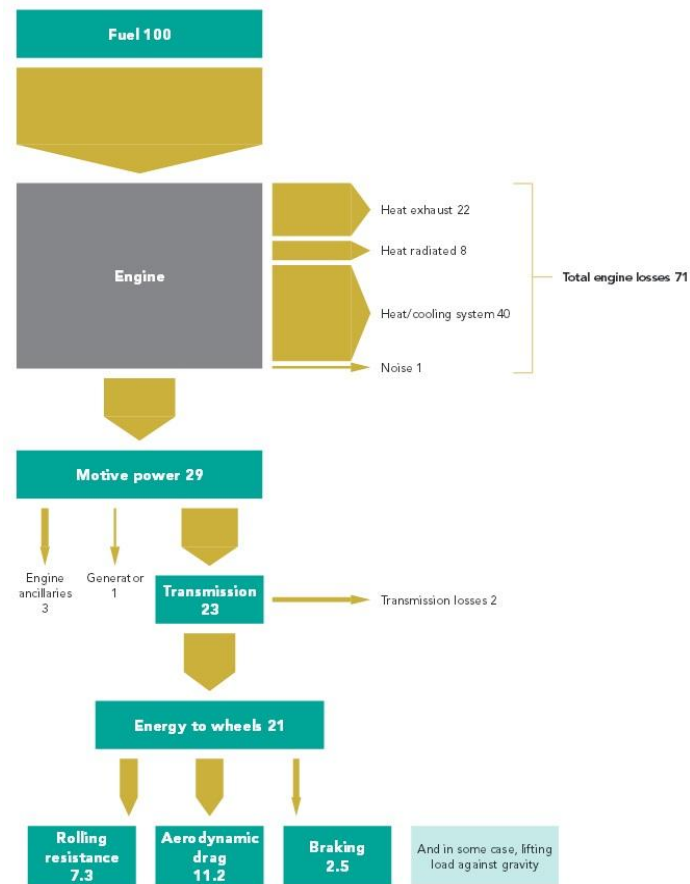 Fuel 100
Heat exhaust 22
Heat radiated 8
Engine
Total engine losses 71
Heat/cooling system 40
Noise 1
Motive power 29
Engine
ancillaries
3
Generator
1
Transmission
23
Transmission losses 2
Energy to wheels 21
Rolling
resistance
7.3
Aerodynamic
drag
11.2
Braking
2.5
And in some case, lifting
load against gravity